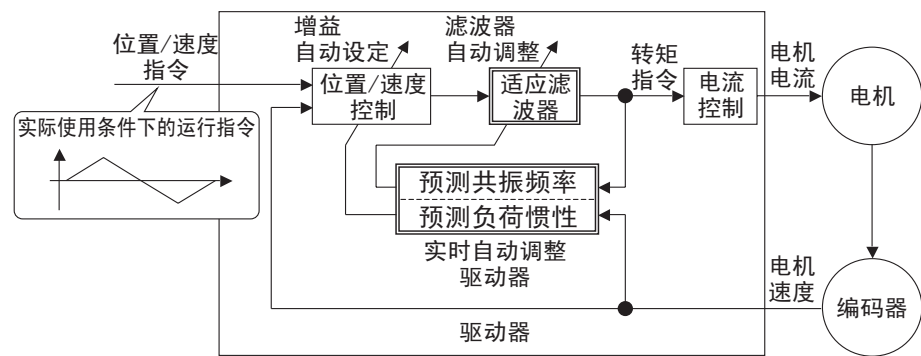 位置/速度
指令
实际使用条件下的运行指令
增益
自动设定
位置/速度
控制
滤波器
自动调整
适应滤
波器
转矩
指令
电流
控制
电机
电流
电机
预测共振频率
预测负荷惯性
实时自动调整
驱动器
电机
速度
编码器
驱动器